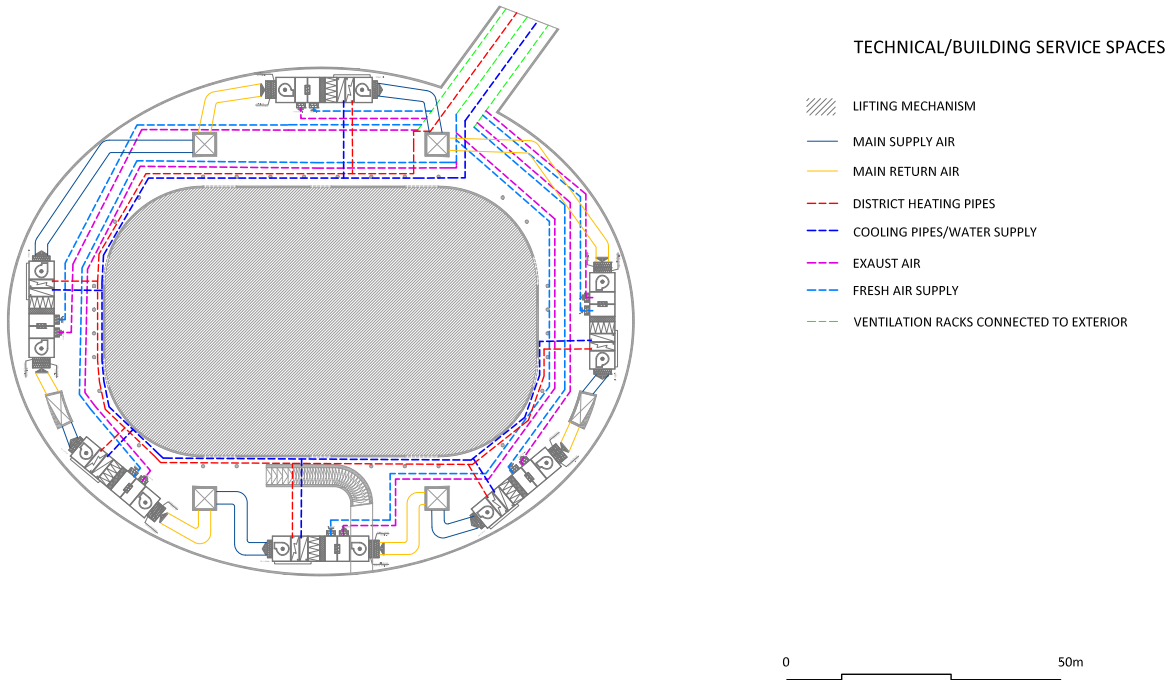 TECHNICAL/BUILDING SERVICE SPACES
LIFTING MECHANISM
MAIN SUPPLY AIR
MAIN RETURN AIR
DISTRICT HEATING PIPES
COOLING PIPES/WATER SUPPLY
EXAUST AIR
FRESH AIR SUPPLY
VENTILATION RACKS CONNECTED TO EXTERIOR
0 50m